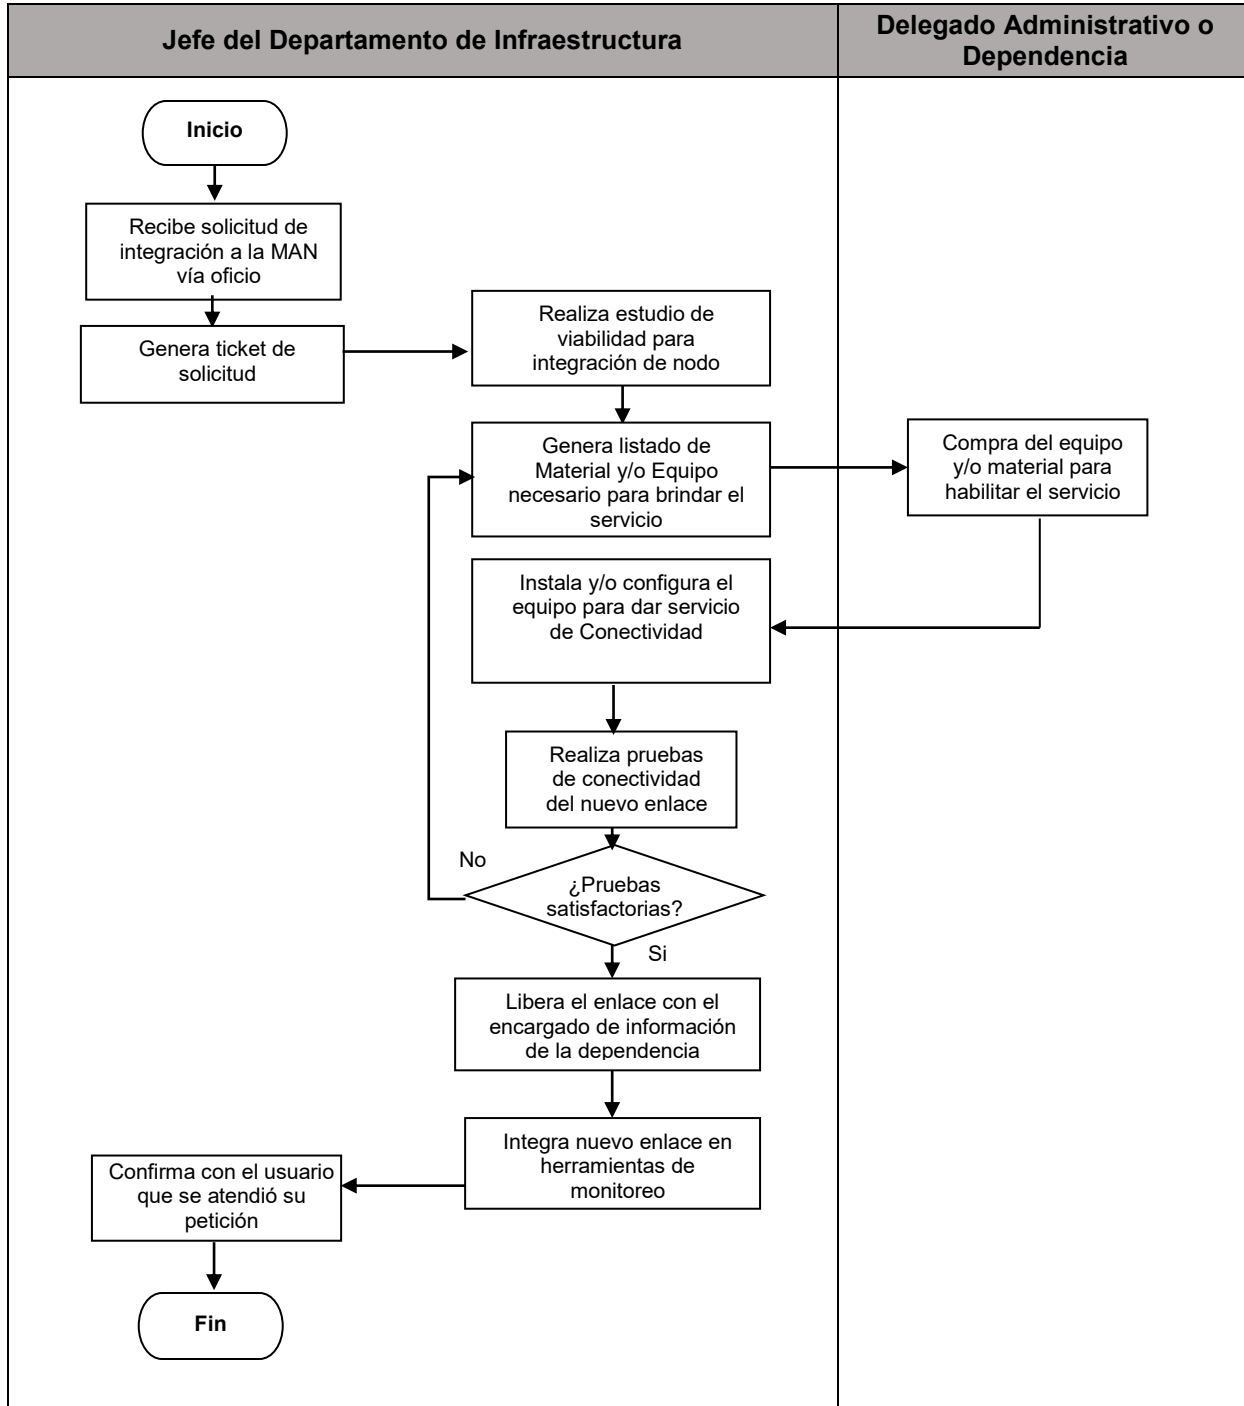 Jefe del Departamento de Infraestructura
Delegado Administrativo o
Dependencia
Inicio
Recibe solicitud de
integración a la MAN
vía oficio
Genera ticket de
solicitud
Realiza estudio de
viabilidad para
integración de nodo
Genera listado de
Material y/o Equipo
necesario para brindar el
servicio
Compra del equipo
y/o material para
habilitar el servicio
Instala y/o configura el
equipo para dar servicio
de Conectividad
Realiza pruebas
de conectividad
del nuevo enlace
No
¿Pruebas
satisfactorias?
Si
Libera el enlace con el
encargado de información
de la dependencia
Integra nuevo enlace en
herramientas de
monitoreo
Confirma con el usuario
que se atendió su
petición
Fin